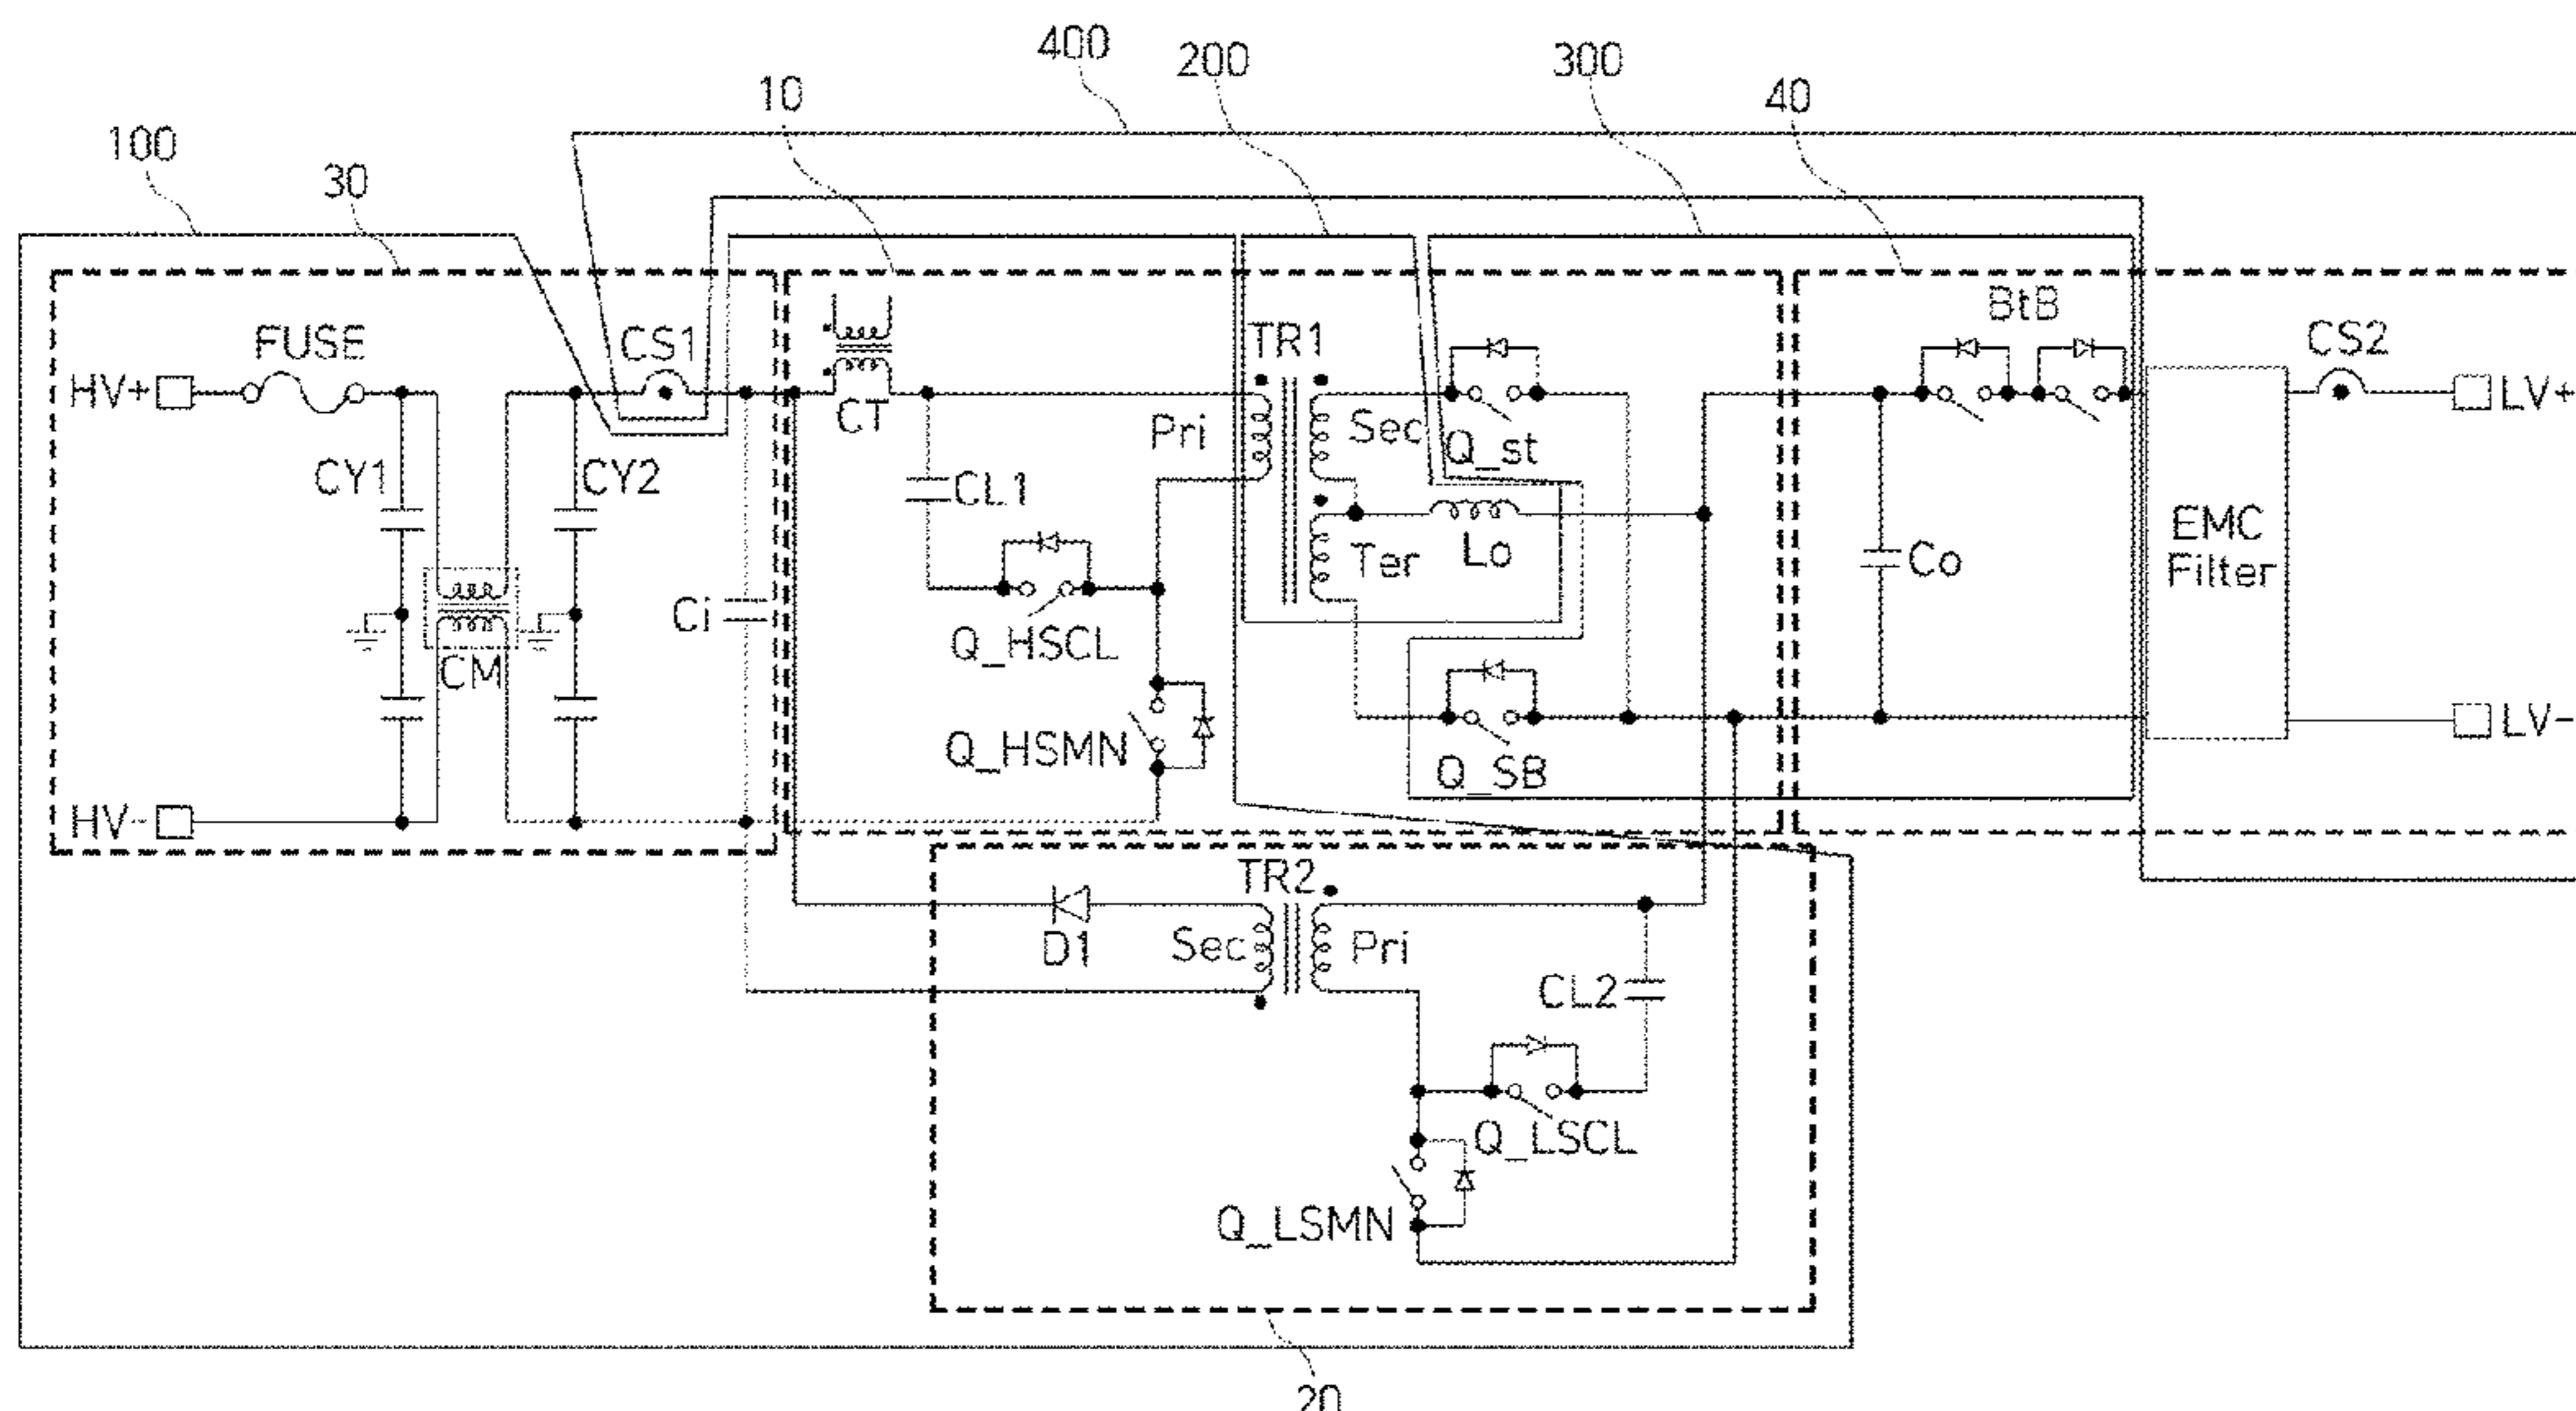 400
200
300
10
40
100
30
BtB
FUSE
CS1
TR1
CS2
HV+
CT
Pri
Sec
Q_st
LV+
CY1
CY2
CL1
EMC
Filter
Ter
Lo
Co
Ci
Q_HSCL
CM
Q_HSMN
Q_SB
LV-
HV-
TR2
D1
Sec
Pri
CL2
Q_LSCL
Q_LSMN
20